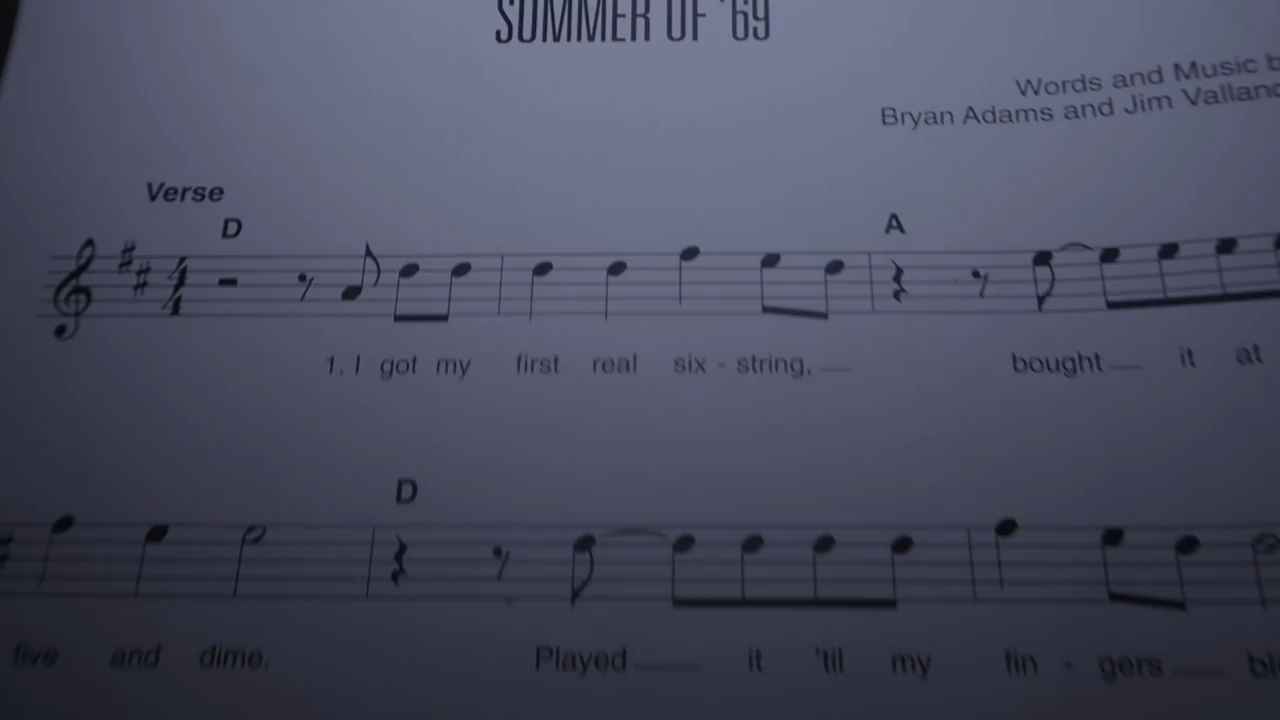 SUMMER OF '69
Words and Music
Bryan Adams and Jim
Verse
D
A
1. I got my first real six - string, bought it at
D
five and dime. Played it 'til my fin - gers